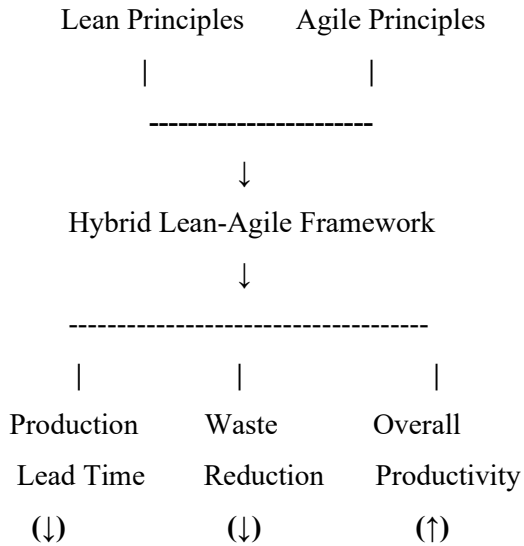 Lean Principles Agile Principles
| |
-----------------------
↓
Hybrid Lean-Agile Framework
↓
-------------------------------------
| | |
Production Waste Overall
Lead Time Reduction Productivity
(↓) (↓) (↑)